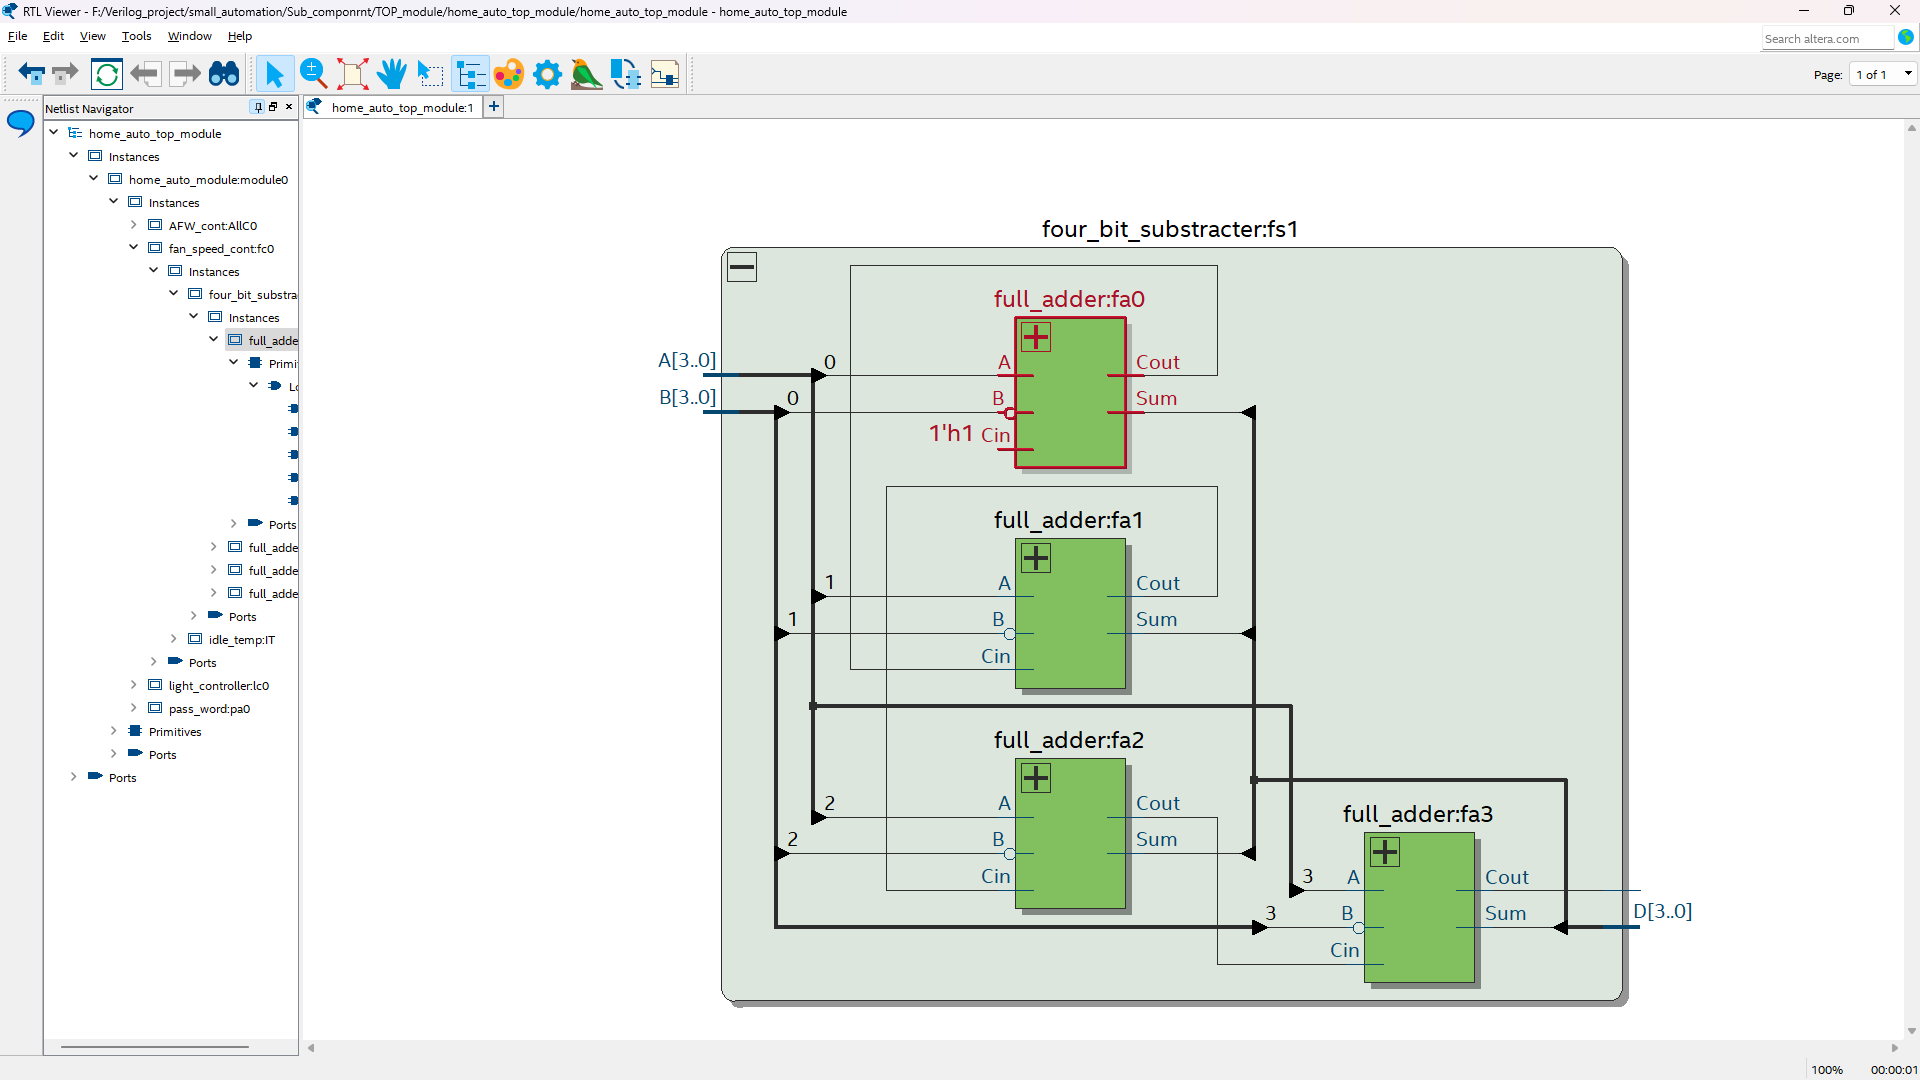 RTL Viewer - F:/Verilog_project/small_automation/Sub_componrnt/TOP_module/home_auto_top_module/home_auto_top_module - home_auto_top_module
File Edit View Tools Window Help
Search altera.com
Page: 1 of 1
Netlist Navigator
home_auto_top_module:1
home_auto_top_module
Instances
home_auto_module:module0
Instances
AFW_cont:AllC0
fan_speed_cont:fc0
Instances
four_bit_substra
Instances
full_adde
Primi
Lo
Ports
full_adde
full_adde
full_adde
Ports
idle_temp:IT
Ports
light_controller:lc0
pass_word:pa0
Primitives
Ports
Ports
four_bit_substracter:fs1
full_adder:fa0
A[3..0] 0 A Cout
B[3..0] 0 B Sum
1'h1 Cin
full_adder:fa1
1 A Cout
1 B Sum
Cin
full_adder:fa2
2 A Cout
2 B Sum
Cin
full_adder:fa3
3 A Cout
3 B Sum D[3..0]
Cin
100% 00:00:01